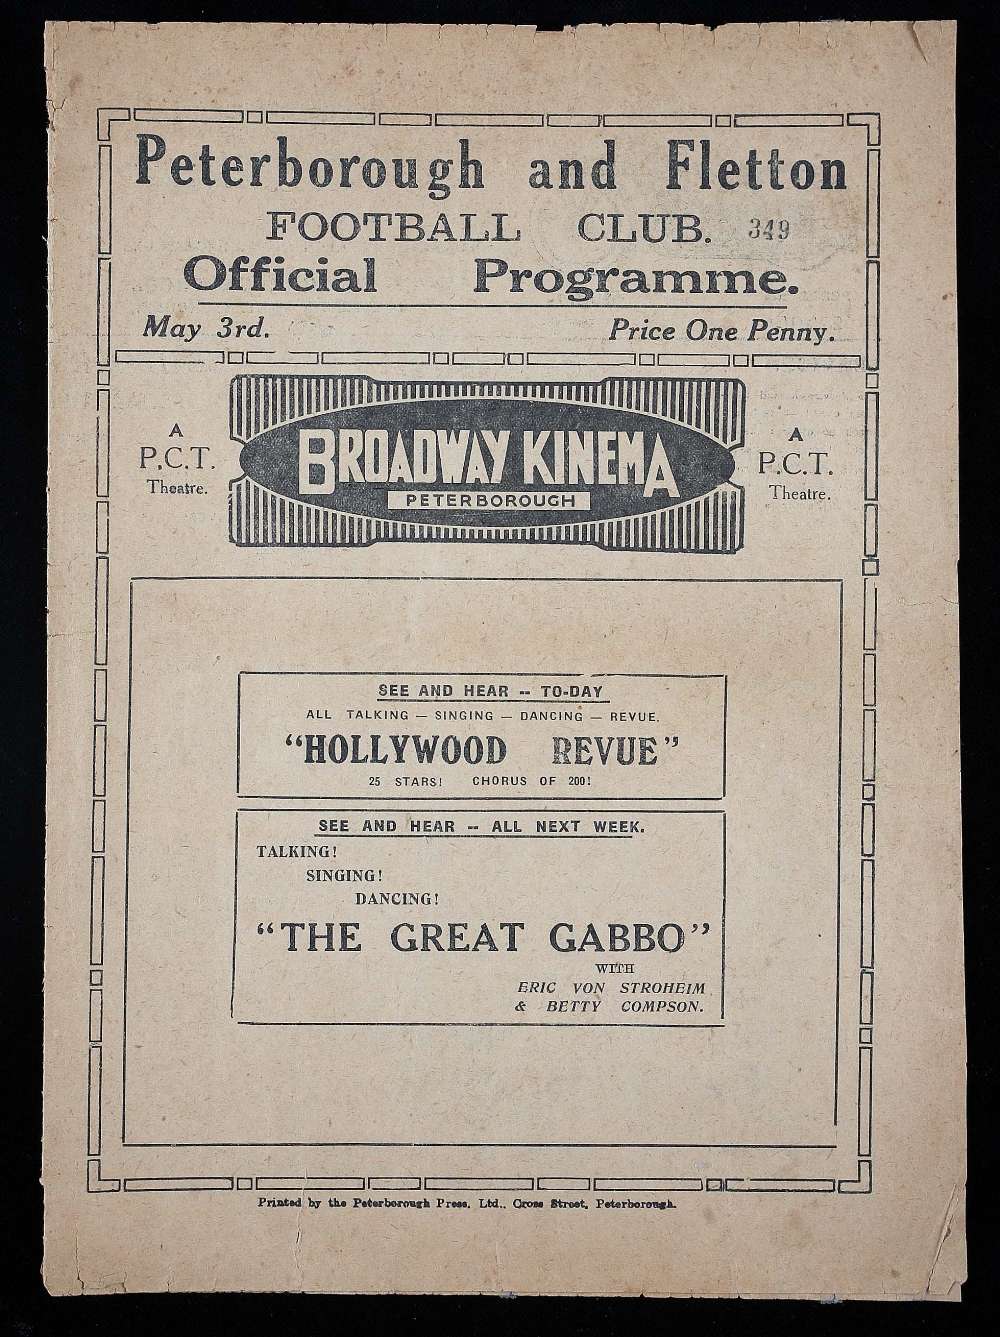 Peterborough and Fletton
FOOTBALL CLUB. 349
Official Programme.
May 3rd. Price One Penny.
A
P.C.T.
Theatre.
BROADWAY KINEMA
PETERBOROUGH
A
P.C.T.
Theatre.
SEE AND HEAR -- TO-DAY
ALL TALKING — SINGING — DANCING — REVUE.
"HOLLYWOOD REVUE"
25 STARS! CHORUS OF 200!
SEE AND HEAR -- ALL NEXT WEEK.
TALKING!
SINGING!
DANCING!
"THE GREAT GABBO"
WITH
ERIC VON STROHEIM
& BETTY COMPSON.
Printed by the Peterborough Press, Ltd., Cross Street, Peterborough.